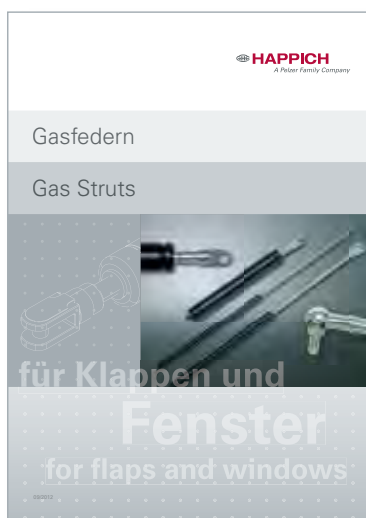 HAPPICH
A Pelzer Family Company
Gasfedern
Gas Struts
für Klappen und
Fenster
for flaps and windows